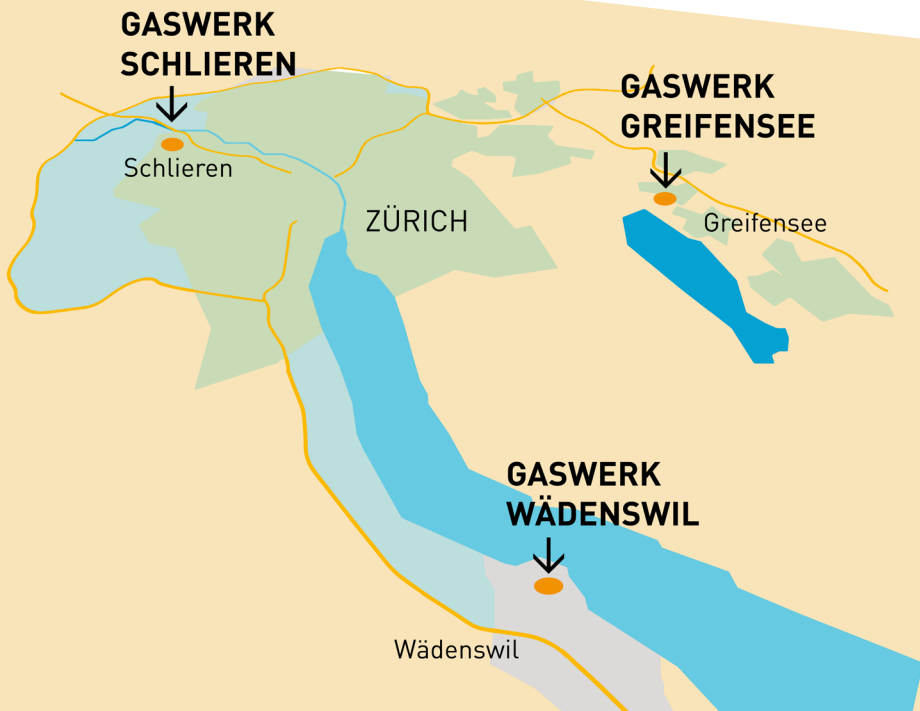 GASWERK
SCHLIEREN
Schlieren
GASWERK
GREIFENSEE
Greifensee
ZÜRICH
GASWERK
WÄDENSWIL
Wädenswil